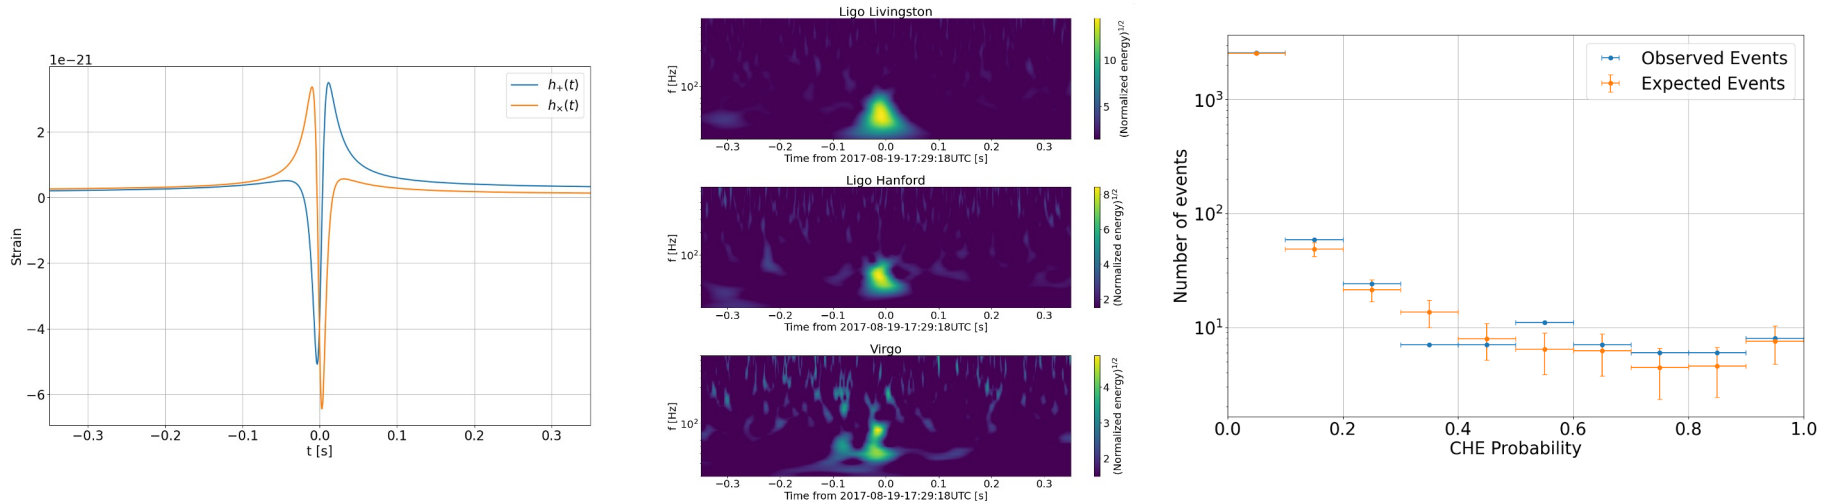 1e−21
h₊(t)
hₓ(t)
2
0
−2
−4
−6
Strain
−0.3 −0.2 −0.1 0.0 0.1 0.2 0.3
t [s]
Ligo Livingston
f [Hz]
10²
10
5
(Normalized energy)¹/²
−0.3 −0.2 −0.1 0.0 0.1 0.2 0.3
Time from 2017-08-19-17:29:18UTC [s]
Ligo Hanford
f [Hz]
10²
8
6
4
2
(Normalized energy)¹/²
−0.3 −0.2 −0.1 0.0 0.1 0.2 0.3
Time from 2017-08-19-17:29:18UTC [s]
Virgo
f [Hz]
10²
4
2
(Normalized energy)¹/²
−0.3 −0.2 −0.1 0.0 0.1 0.2 0.3
Time from 2017-08-19-17:29:18UTC [s]
Observed Events
Expected Events
10³
10²
10¹
Number of events
0.0 0.2 0.4 0.6 0.8 1.0
CHE Probability